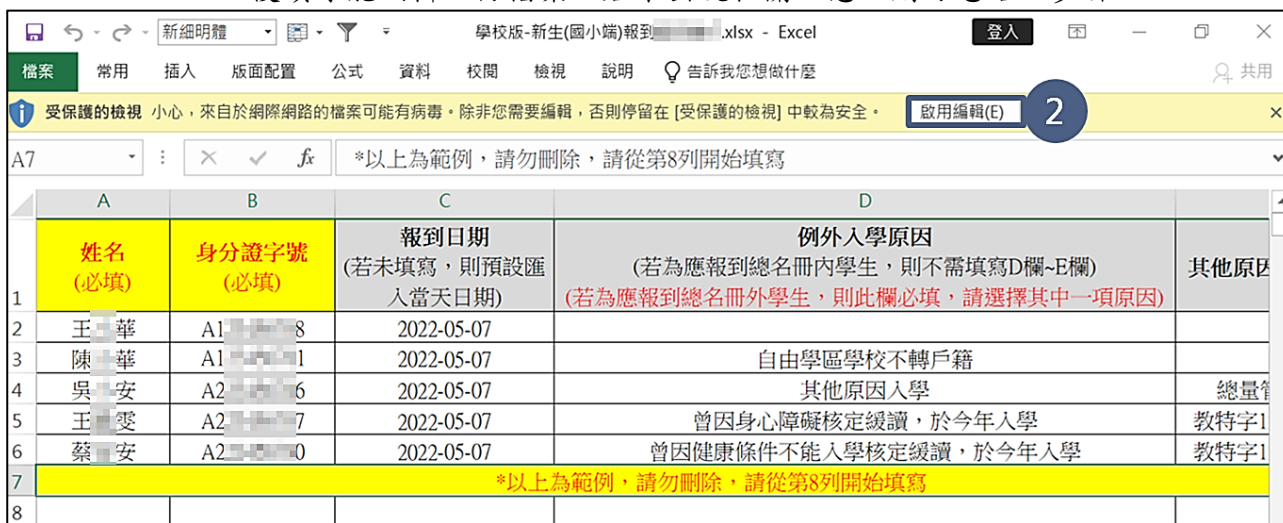 新細明體
學校版-新生(國小端)報到 .xlsx - Excel
登入
檔案 常用 插入 版面配置 公式 資料 校閱 檢視 說明 告訴我您想做什麼 共用
受保護的檢視 小心,來自於網際網路的檔案可能有病毒。除非您需要編輯,否則停留在 [受保護的檢視] 中較為安全。 啟用編輯(E) 2
A7 fx *以上為範例,請勿刪除,請從第8列開始填寫
A B C D
姓名
(必填)
身分證字號
(必填)
報到日期
(若未填寫,則預設匯
入當天日期)
例外入學原因
(若為應報到總名冊內學生,則不需填寫D欄~E欄)
(若為應報到總名冊外學生,則此欄必填,請選擇其中一項原因)
其他原因
1
2 王 華 A1 8 2022-05-07
3 陳 華 A1 1 2022-05-07 自由學區學校不轉戶籍
4 吳 安 A2 6 2022-05-07 其他原因入學 總量
5 王 雯 A2 7 2022-05-07 曾因身心障礙核定緩讀,於今年入學 教特字1
6 蔡 安 A2 0 2022-05-07 曾因健康條件不能入學核定緩讀,於今年入學 教特字1
7 *以上為範例,請勿刪除,請從第8列開始填寫
8